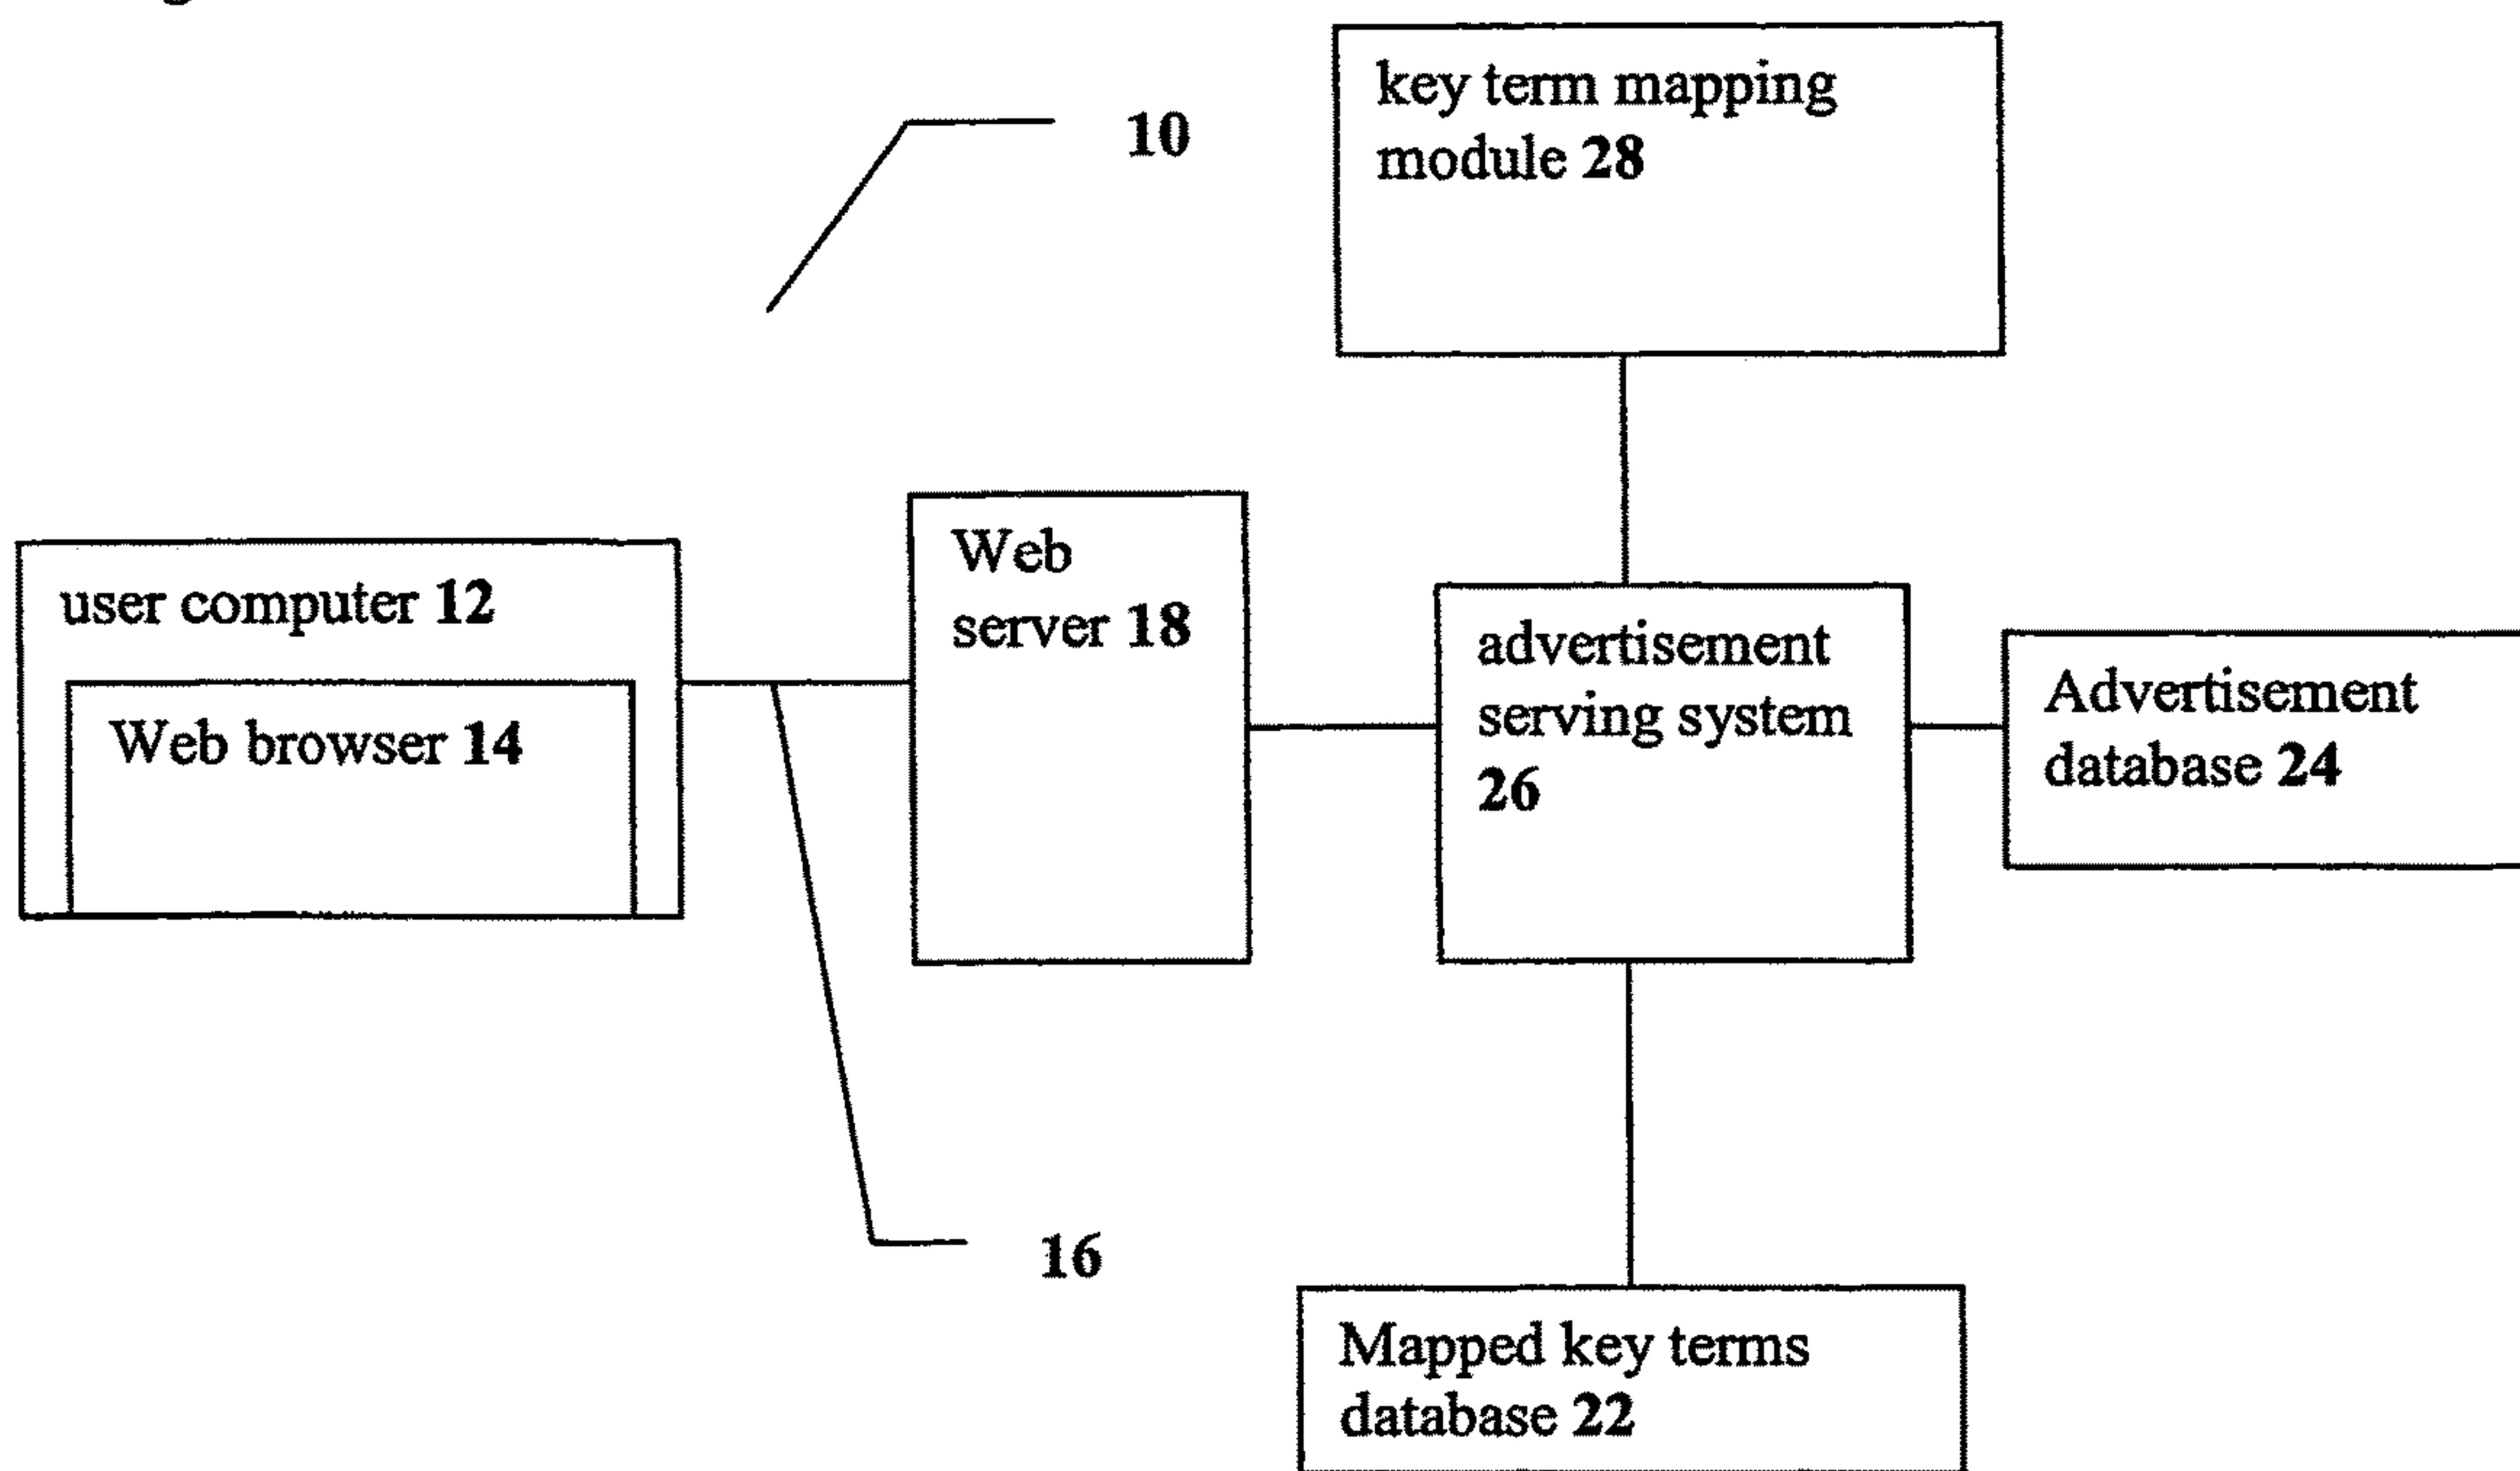 10
key term mapping
module 28
user computer 12
Web browser 14
Web
server 18
advertisement
serving system
26
Advertisement
database 24
16
Mapped key terms
database 22